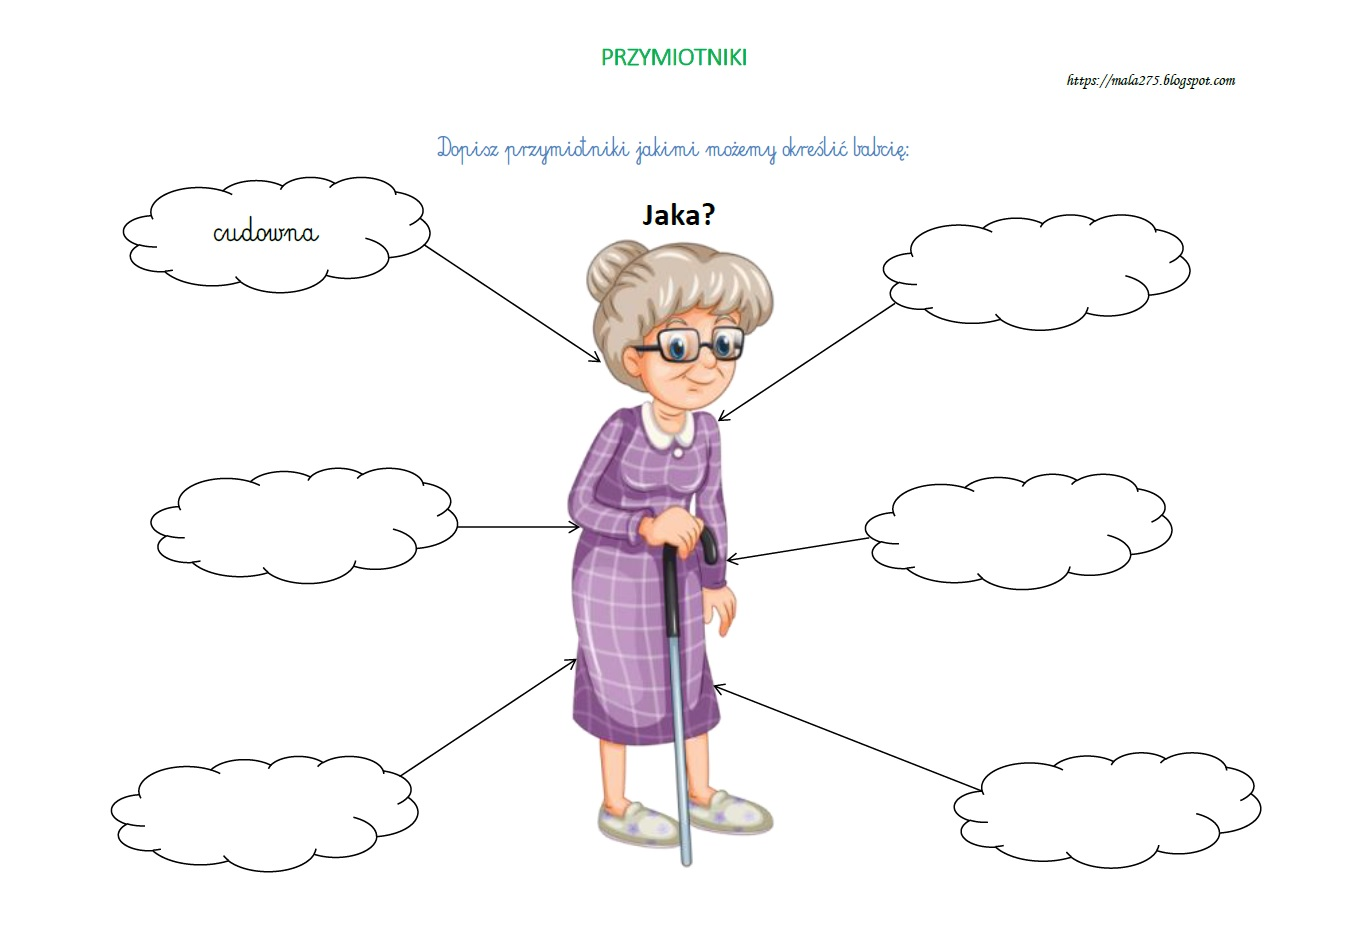 PRZYMIOTNIKI
https://mala275.blogspot.com
Dopisz przymiotniki jakimi możemy określić babcię:
Jaka?
cudowna